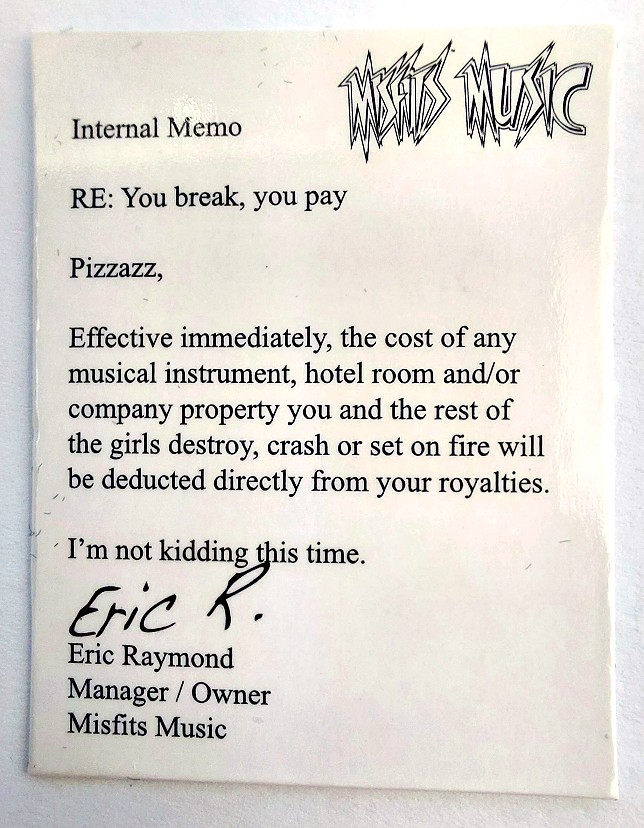 MISFITS MUSIC
Internal Memo
RE: You break, you pay
Pizzazz,
Effective immediately, the cost of any
musical instrument, hotel room and/or
company property you and the rest of
the girls destroy, crash or set on fire will
be deducted directly from your royalties.
I'm not kidding this time.
Eric R.
Eric Raymond
Manager / Owner
Misfits Music